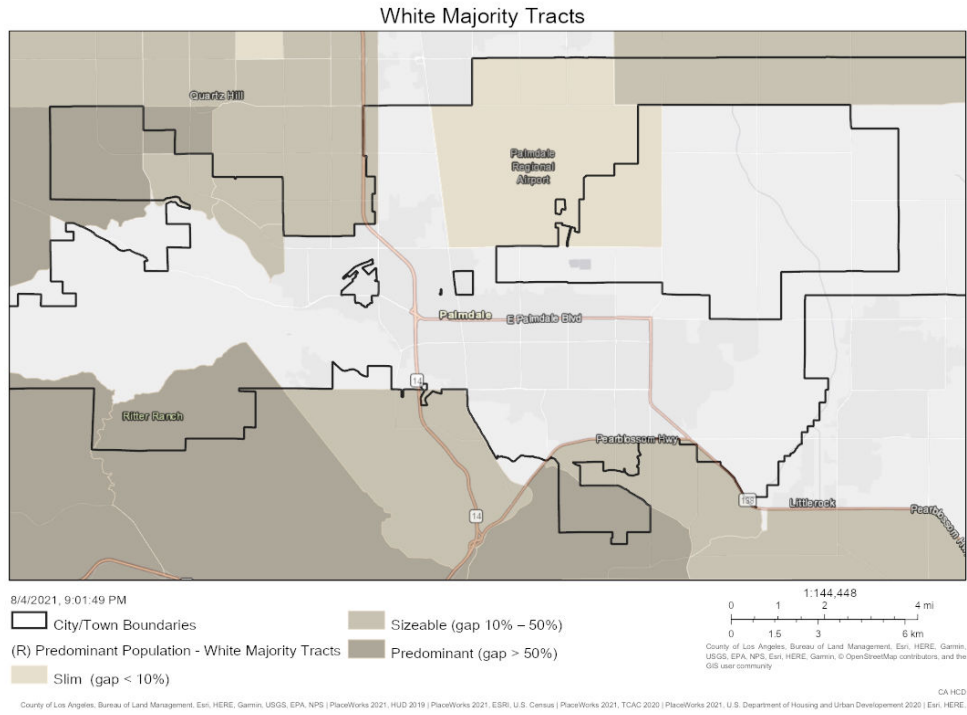 White Majority Tracts
Quartz Hill
Palmdale
Regional
Airport
Palmdale
E Palmdale Blvd
14
Ritter Ranch
Pearblossom Hwy
14
Littlerock
8/4/2021, 9:01:49 PM
City/Town Boundaries
(R) Predominant Population - White Majority Tracts
Slim (gap < 10%)
Sizeable (gap 10% – 50%)
Predominant (gap > 50%)
1:144,448
0 1 2 4 mi
0 1.5 3 6 km
County of Los Angeles, Bureau of Land Management, Esri, HERE, Garmin,
USGS, EPA, NPS, Esri, HERE, Garmin, © OpenStreetMap contributors, and the
GIS user community
CA HCD
County of Los Angeles, Bureau of Land Management, Esri, HERE, Garmin, USGS, EPA, NPS | PlaceWorks 2021, HUD 2019 | PlaceWorks 2021, ESRI, U.S. Census | PlaceWorks 2021, TCAC 2020 | PlaceWorks 2021, U.S. Department of Housing and Urban Developement 2020 | Esri, HERE,